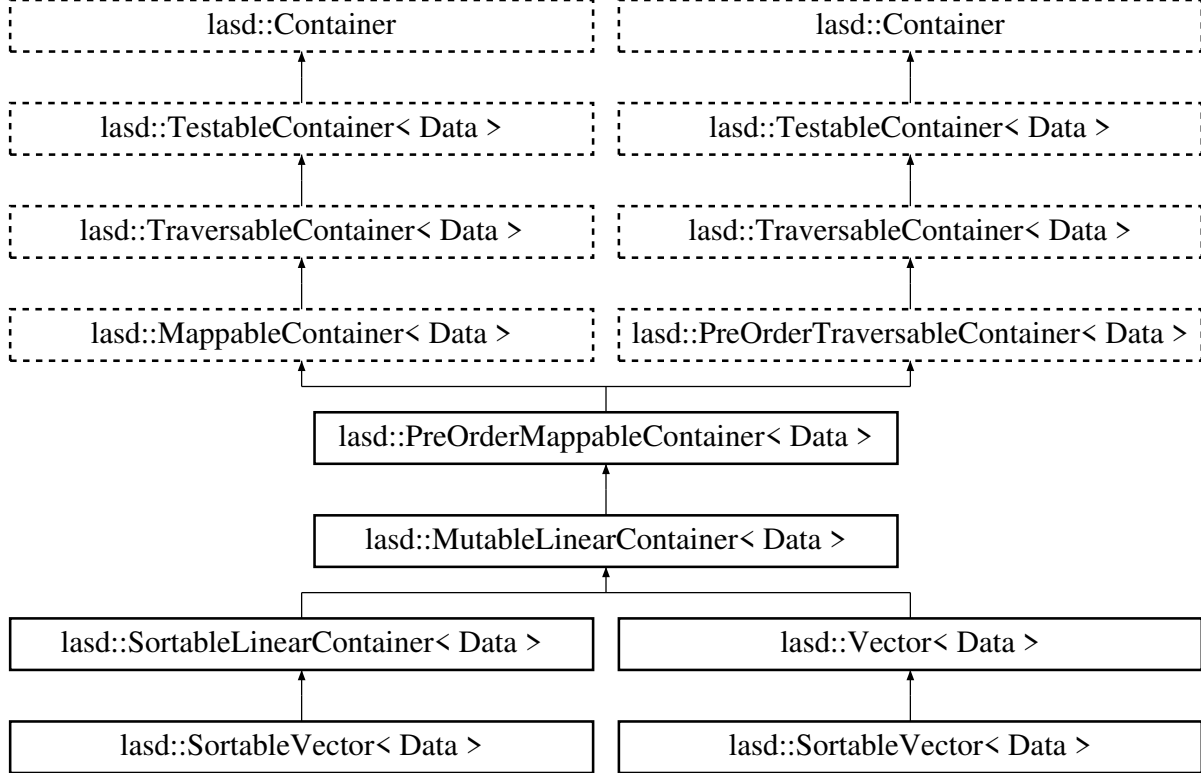 lasd::Container
lasd::Container
lasd::TestableContainer< Data >
lasd::TestableContainer< Data >
lasd::TraversableContainer< Data >
lasd::TraversableContainer< Data >
lasd::MappableContainer< Data >
lasd::PreOrderTraversableContainer< Data >
lasd::PreOrderMappableContainer< Data >
lasd::MutableLinearContainer< Data >
lasd::SortableLinearContainer< Data >
lasd::Vector< Data >
lasd::SortableVector< Data >
lasd::SortableVector< Data >